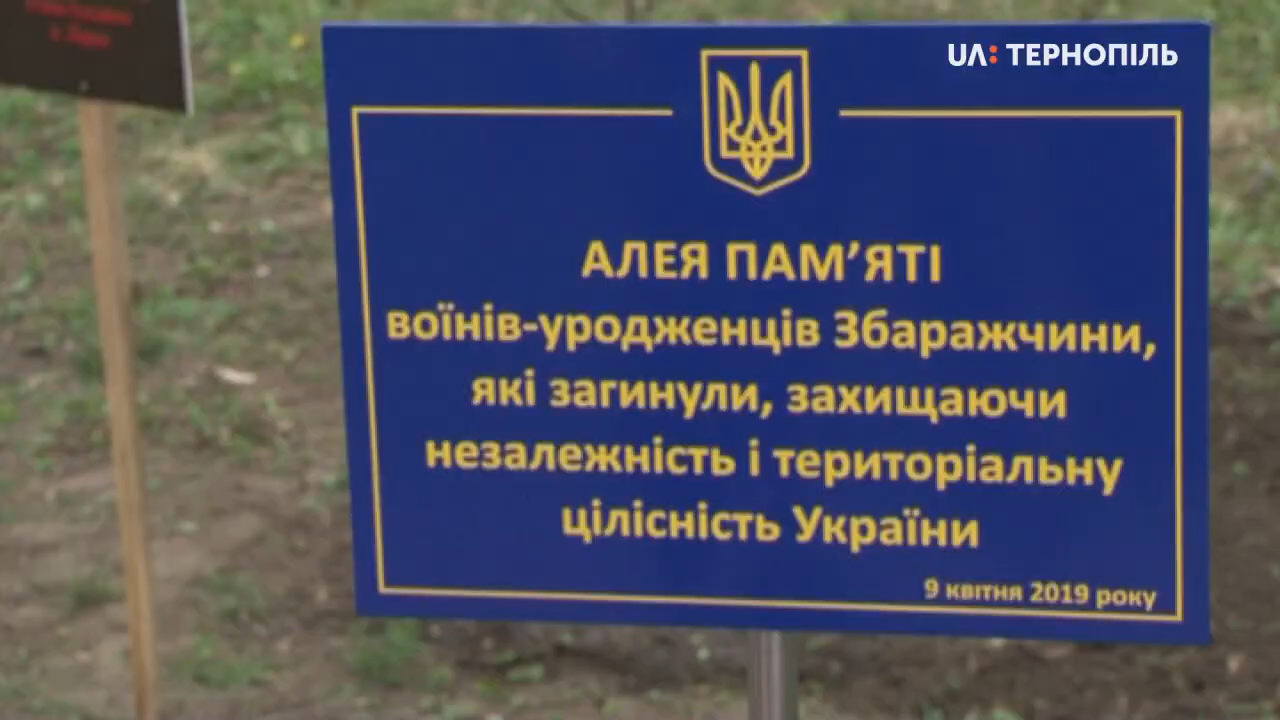 UA: ТЕРНОПІЛЬ
АЛЕЯ ПАМ’ЯТІ
воїнів-уродженців Збаражчини,
які загинули, захищаючи
незалежність і територіальну
цілісність України
9 квітня 2019 року